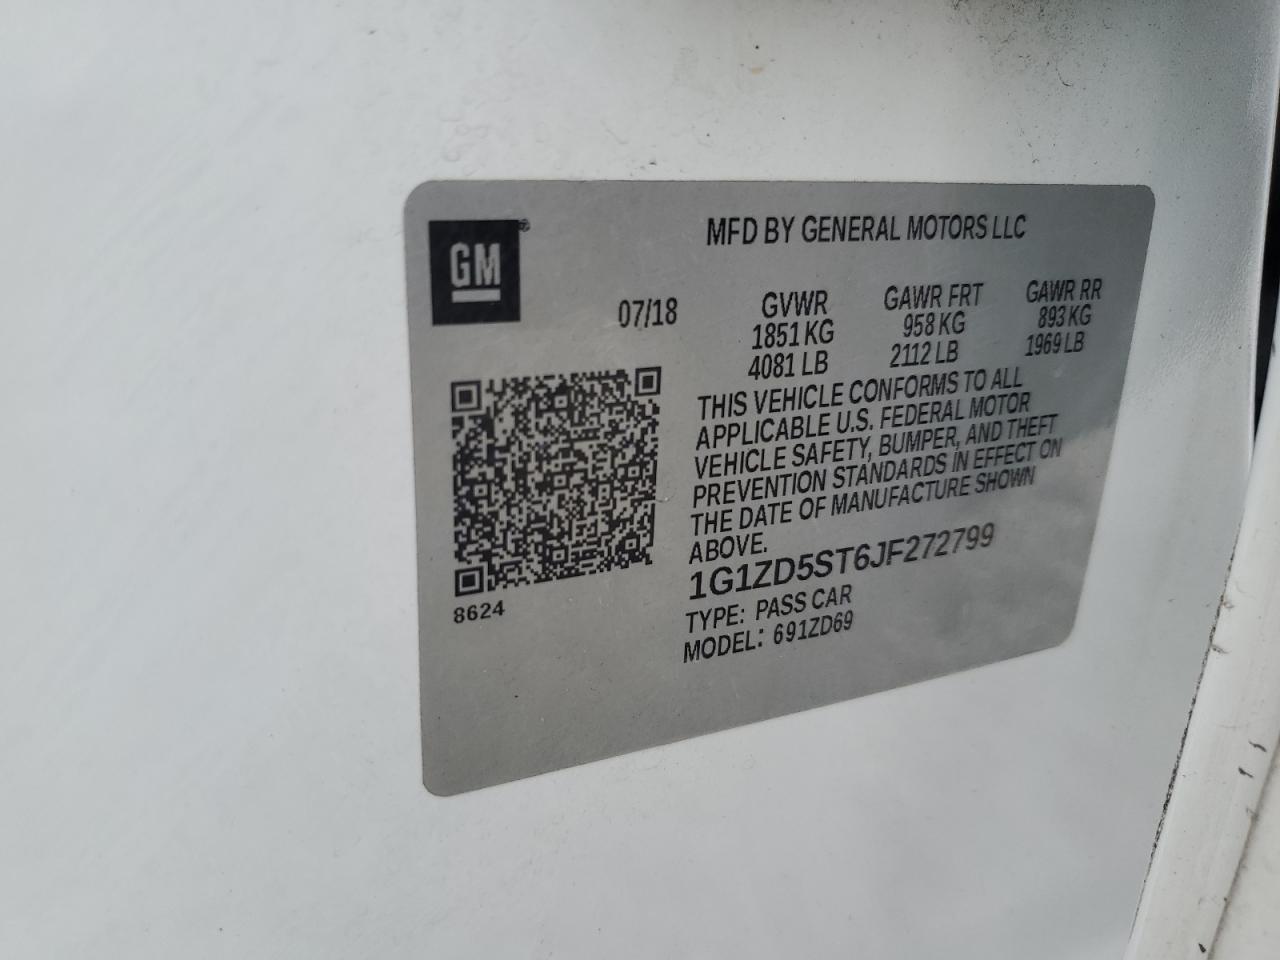 GM
MFD BY GENERAL MOTORS LLC
07/18
GVWR
1851 KG
4081 LB
GAWR FRT
958 KG
2112 LB
GAWR RR
893 KG
1969 LB
THIS VEHICLE CONFORMS TO ALL
APPLICABLE U.S. FEDERAL MOTOR
VEHICLE SAFETY, BUMPER, AND THEFT
PREVENTION STANDARDS IN EFFECT ON
THE DATE OF MANUFACTURE SHOWN
ABOVE.
1G1ZD5ST6JF272799
TYPE: PASS CAR
MODEL: 691ZD69
8624